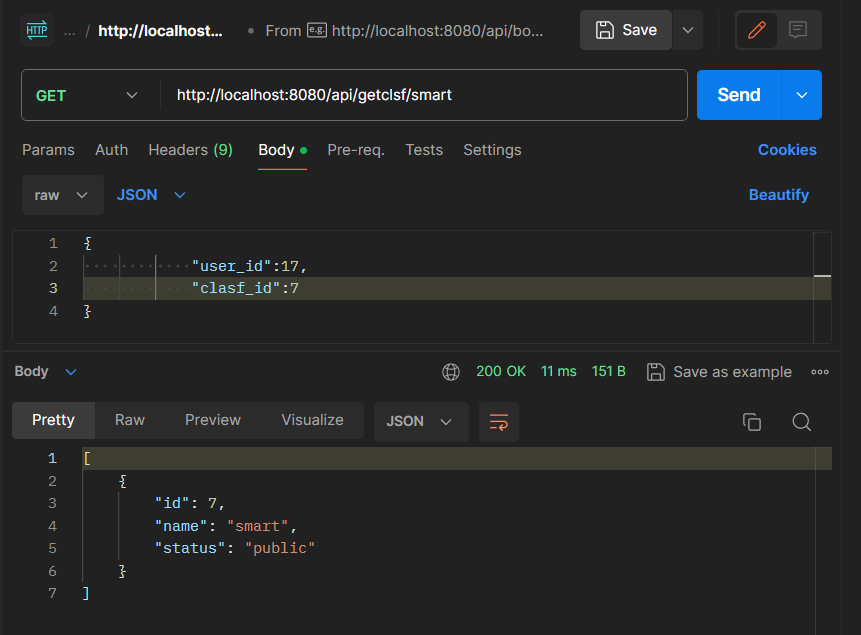 HTTP ... / http://localhost... • From e.g. http://localhost:8080/api/bo... Save
GET http://localhost:8080/api/getclsf/smart Send
Params Auth Headers (9) Body Pre-req. Tests Settings Cookies
raw JSON Beautify
1 {
2 "user_id":17,
3 "clasf_id":7
4 }
Body 200 OK 11 ms 151 B Save as example
Pretty Raw Preview Visualize JSON
1 [
2 {
3 "id": 7,
4 "name": "smart",
5 "status": "public"
6 }
7 ]